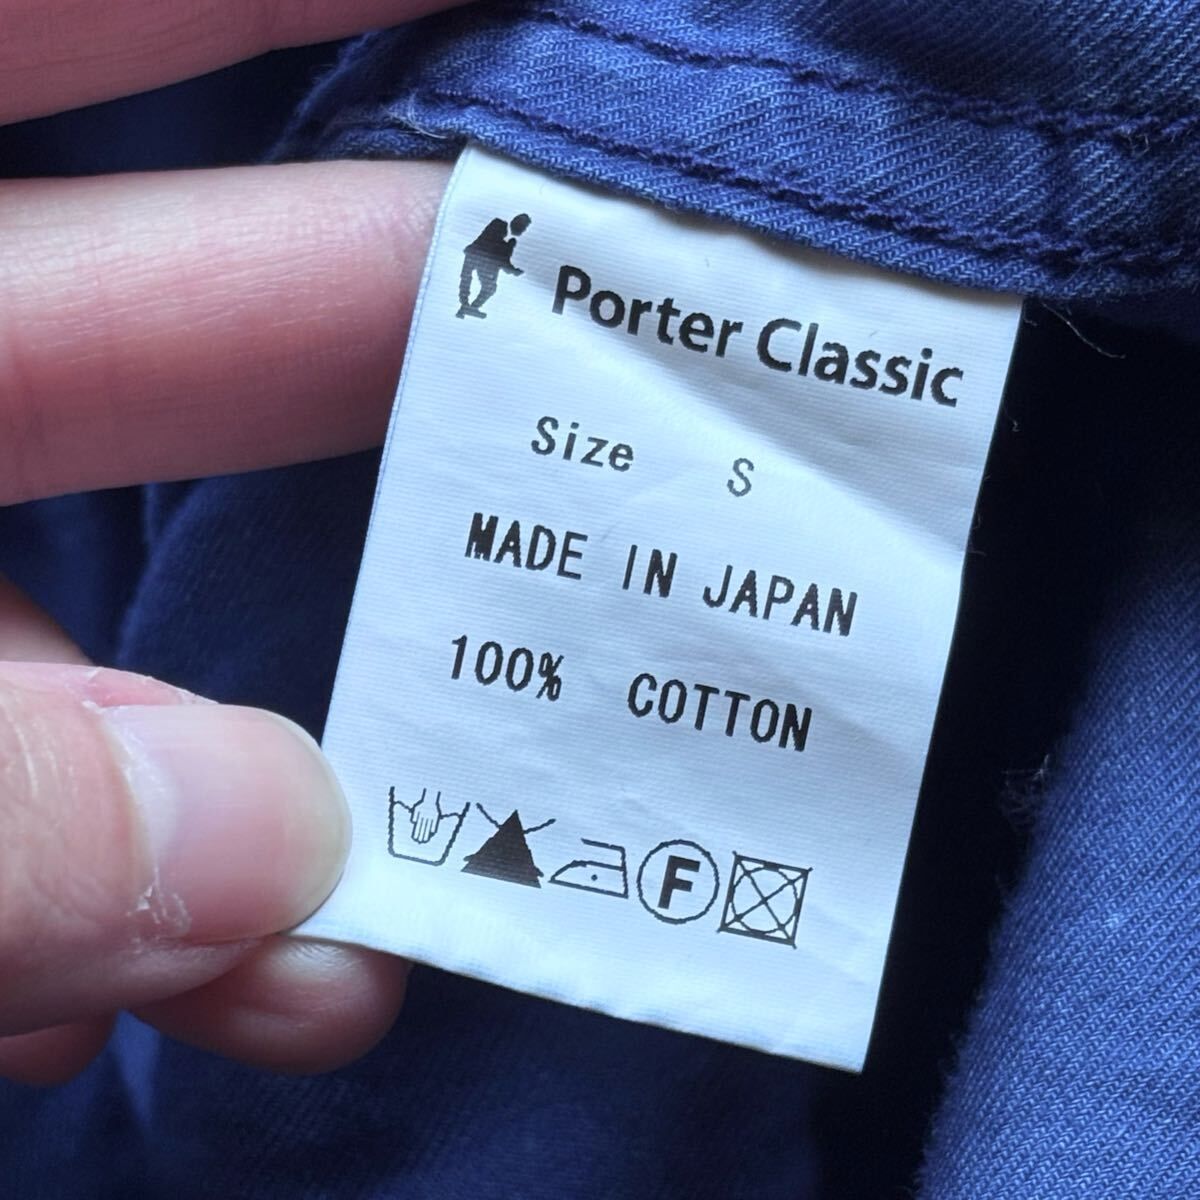 Porter Classic
Size S
MADE IN JAPAN
100% COTTON
F